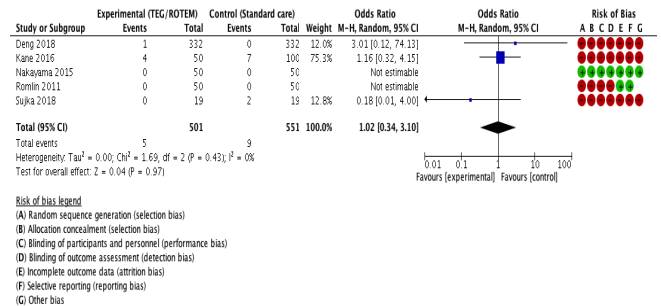 Experimental (TEG/ROTEM) Control (Standard care) Odds Ratio Odds Ratio Risk of Bias
Study or Subgroup Events Total Events Total Weight M-H, Random, 95% CI M-H, Random, 95% CI A B C D E F G
Deng 2018 1 332 0 332 12.0% 3.01 [0.12, 74.13]
Kane 2016 4 50 7 100 75.3% 1.16 [0.32, 4.15]
Nakayama 2015 0 50 0 50 Not estimable
Romlin 2011 0 50 0 50 Not estimable
Sujka 2018 0 19 2 19 12.8% 0.18 [0.01, 4.00]
Total (95% CI) 501 551 100.0% 1.02 [0.34, 3.10]
Total events 5 9
Heterogeneity: Tau² = 0.00; Chi² = 1.69, df = 2 (P = 0.43); I² = 0%
Test for overall effect: Z = 0.04 (P = 0.97)
0.01 0.1 1 10 100
Favours [experimental] Favours [control]
Risk of bias legend
(A) Random sequence generation (selection bias)
(B) Allocation concealment (selection bias)
(C) Blinding of participants and personnel (performance bias)
(D) Blinding of outcome assessment (detection bias)
(E) Incomplete outcome data (attrition bias)
(F) Selective reporting (reporting bias)
(G) Other bias